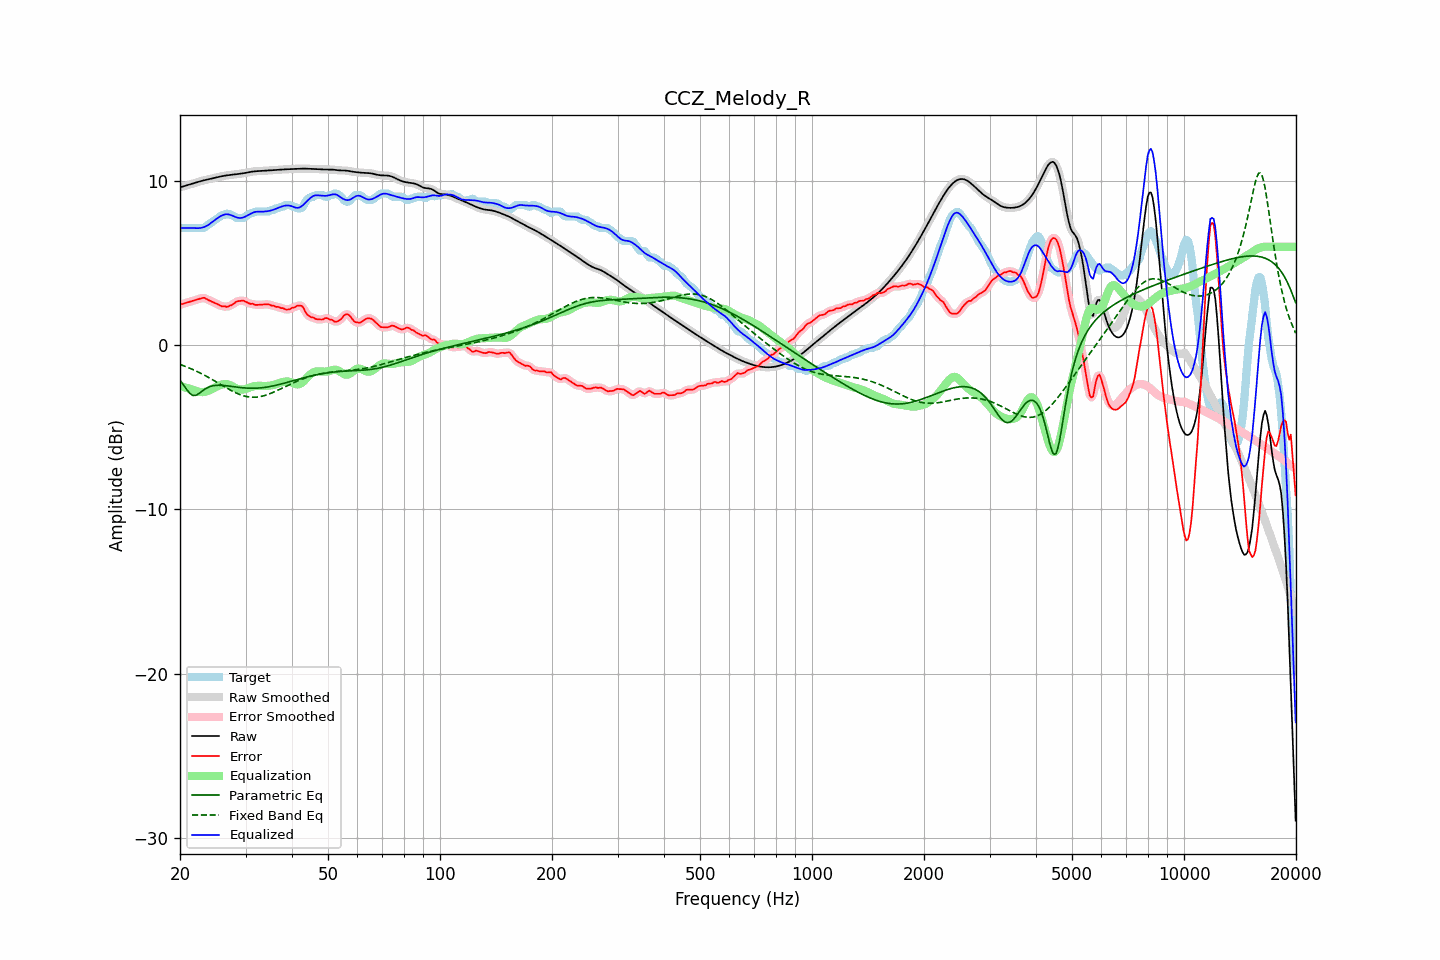 CCZ_Melody_R
Amplitude (dBr)
10
0
−10
−20
−30
Target
Raw Smoothed
Error Smoothed
Raw
Error
Equalization
Parametric Eq
Fixed Band Eq
Equalized
20 50 100 200 500 1000 2000 5000 10000 20000
Frequency (Hz)